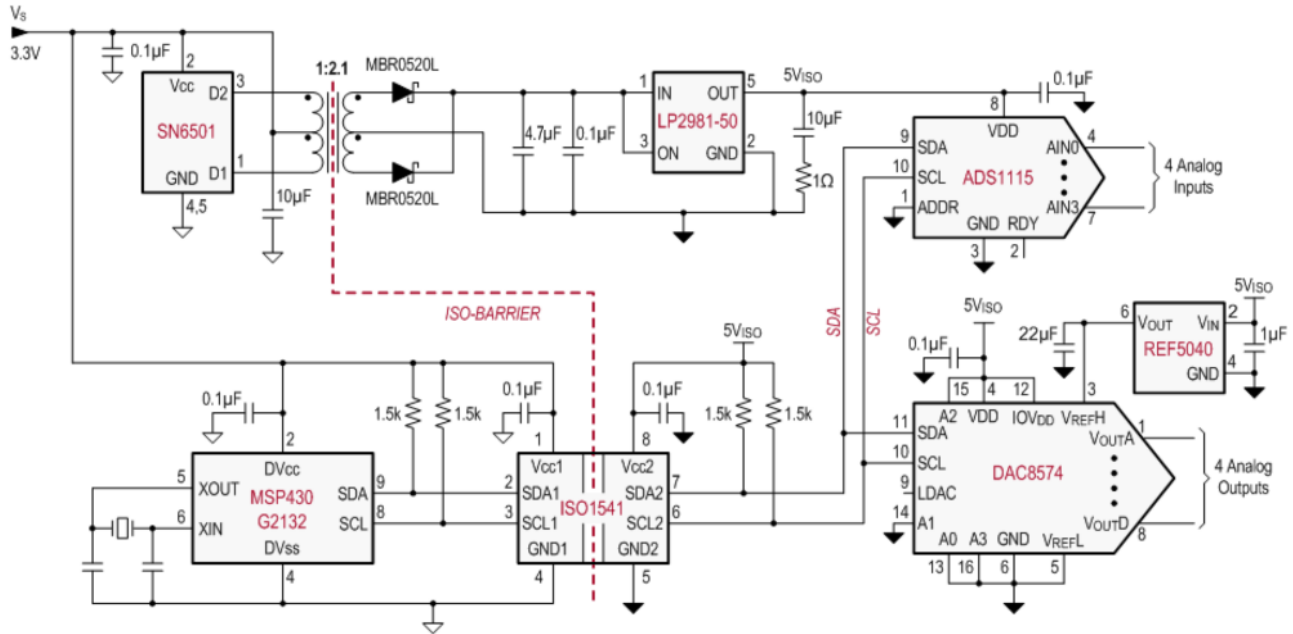 VS
3.3V
0.1µF
2
Vcc
D2
3
SN6501
D1
1
GND
4,5
10µF
1:2.1
MBR0520L
MBR0520L
4.7µF
0.1µF
1
IN
OUT
5
LP2981-50
3
ON
GND
2
5VISO
10µF
1Ω
0.1µF
8
VDD
9
SDA
AIN0
4
10
SCL
ADS1115
1
ADDR
AIN3
7
GND
RDY
3
2
4 Analog
Inputs
ISO-BARRIER
SDA
SCL
0.1µF
2
DVcc
5
XOUT
MSP430
G2132
SDA
9
6
XIN
SCL
8
DVss
4
1.5k
1.5k
0.1µF
1
8
Vcc1
Vcc2
2
SDA1
SDA2
7
ISO1541
3
SCL1
SCL2
6
GND1
GND2
4
5
5VISO
0.1µF
1.5k
1.5k
5VISO
0.1µF
15
4
12
3
A2
VDD
IOVDD
VREFH
11
SDA
VOUTA
1
10
SCL
DAC8574
9
LDAC
14
A1
VOUTD
8
A0
A3
GND
VREFL
13
16
6
5
4 Analog
Outputs
22µF
6
VOUT
VIN
2
REF5040
GND
4
5VISO
1µF